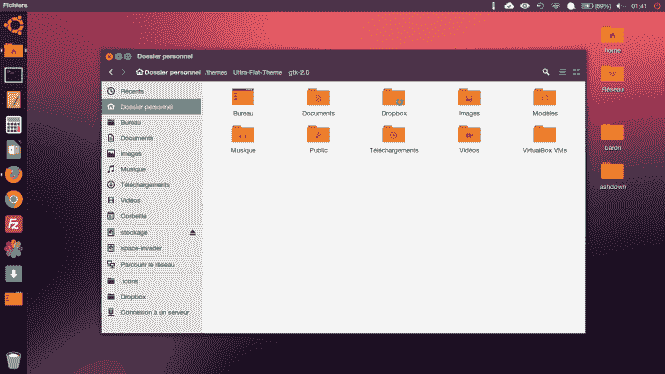 Fichiers
(89%)
01:41
Dossier personnel
Dossier personnel .themes Ultra-Flat-Theme gtk-2.0
Récents
Dossier personnel
Bureau
Documents
Images
Musique
Téléchargements
Vidéos
Corbeille
stockage
space-invader
Parcourir le réseau
.icons
Dropbox
Connexion à un serveur
Bureau
Documents
Dropbox
Images
Modèles
Musique
Public
Téléchargements
Vidéos
VirtualBox VMs
home
Réseau
baron
ashdown